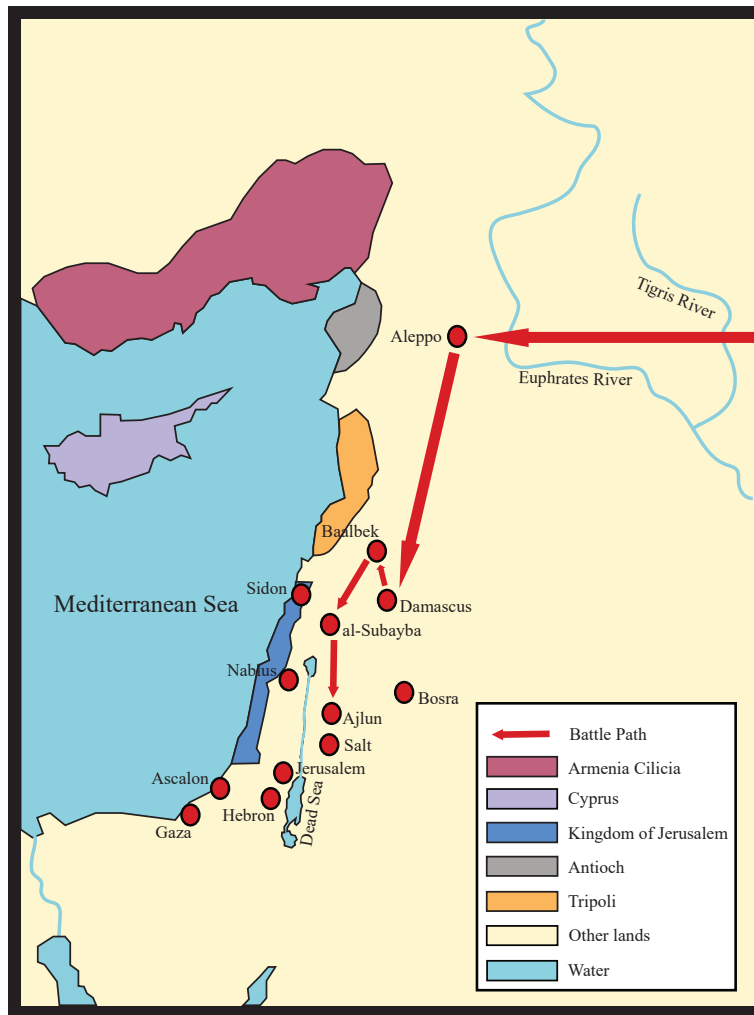 Tigris River
Aleppo
Euphrates River
Baalbek
Sidon
Mediterranean Sea
Damascus
al-Subayba
Nablus
Bosra
Ajlun
Salt
Jerusalem
Ascalon
Hebron
Gaza
Dead Sea
Battle Path
Armenia Cilicia
Cyprus
Kingdom of Jerusalem
Antioch
Tripoli
Other lands
Water